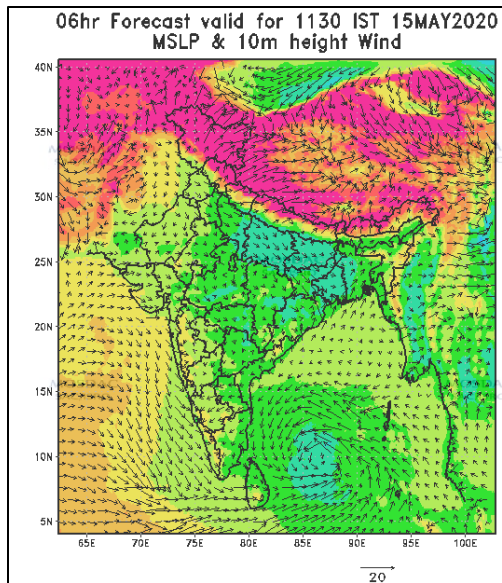 06hr Forecast valid for 1130 IST 15MAY2020
MSLP & 10m height Wind
40N
35N
30N
25N
20N
15N
10N
5N
65E 70E 75E 80E 85E 90E 95E 100E
20